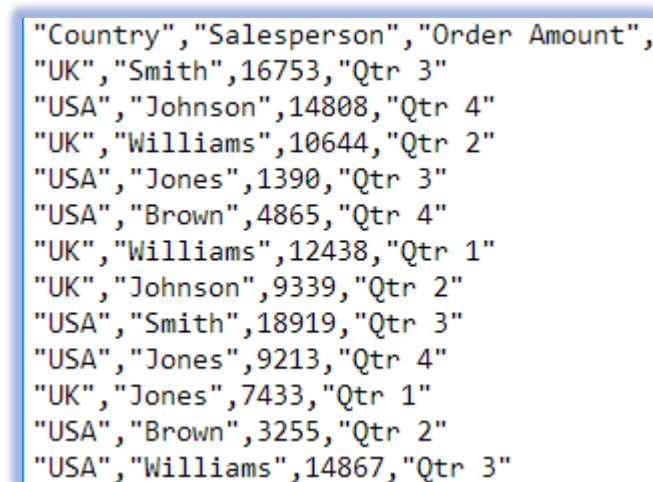 "Country","Salesperson","Order Amount",
"UK","Smith",16753,"Qtr 3"
"USA","Johnson",14808,"Qtr 4"
"UK","Williams",10644,"Qtr 2"
"USA","Jones",1390,"Qtr 3"
"USA","Brown",4865,"Qtr 4"
"UK","Williams",12438,"Qtr 1"
"UK","Johnson",9339,"Qtr 2"
"USA","Smith",18919,"Qtr 3"
"USA","Jones",9213,"Qtr 4"
"UK","Jones",7433,"Qtr 1"
"USA","Brown",3255,"Qtr 2"
"USA","Williams",14867,"Qtr 3"